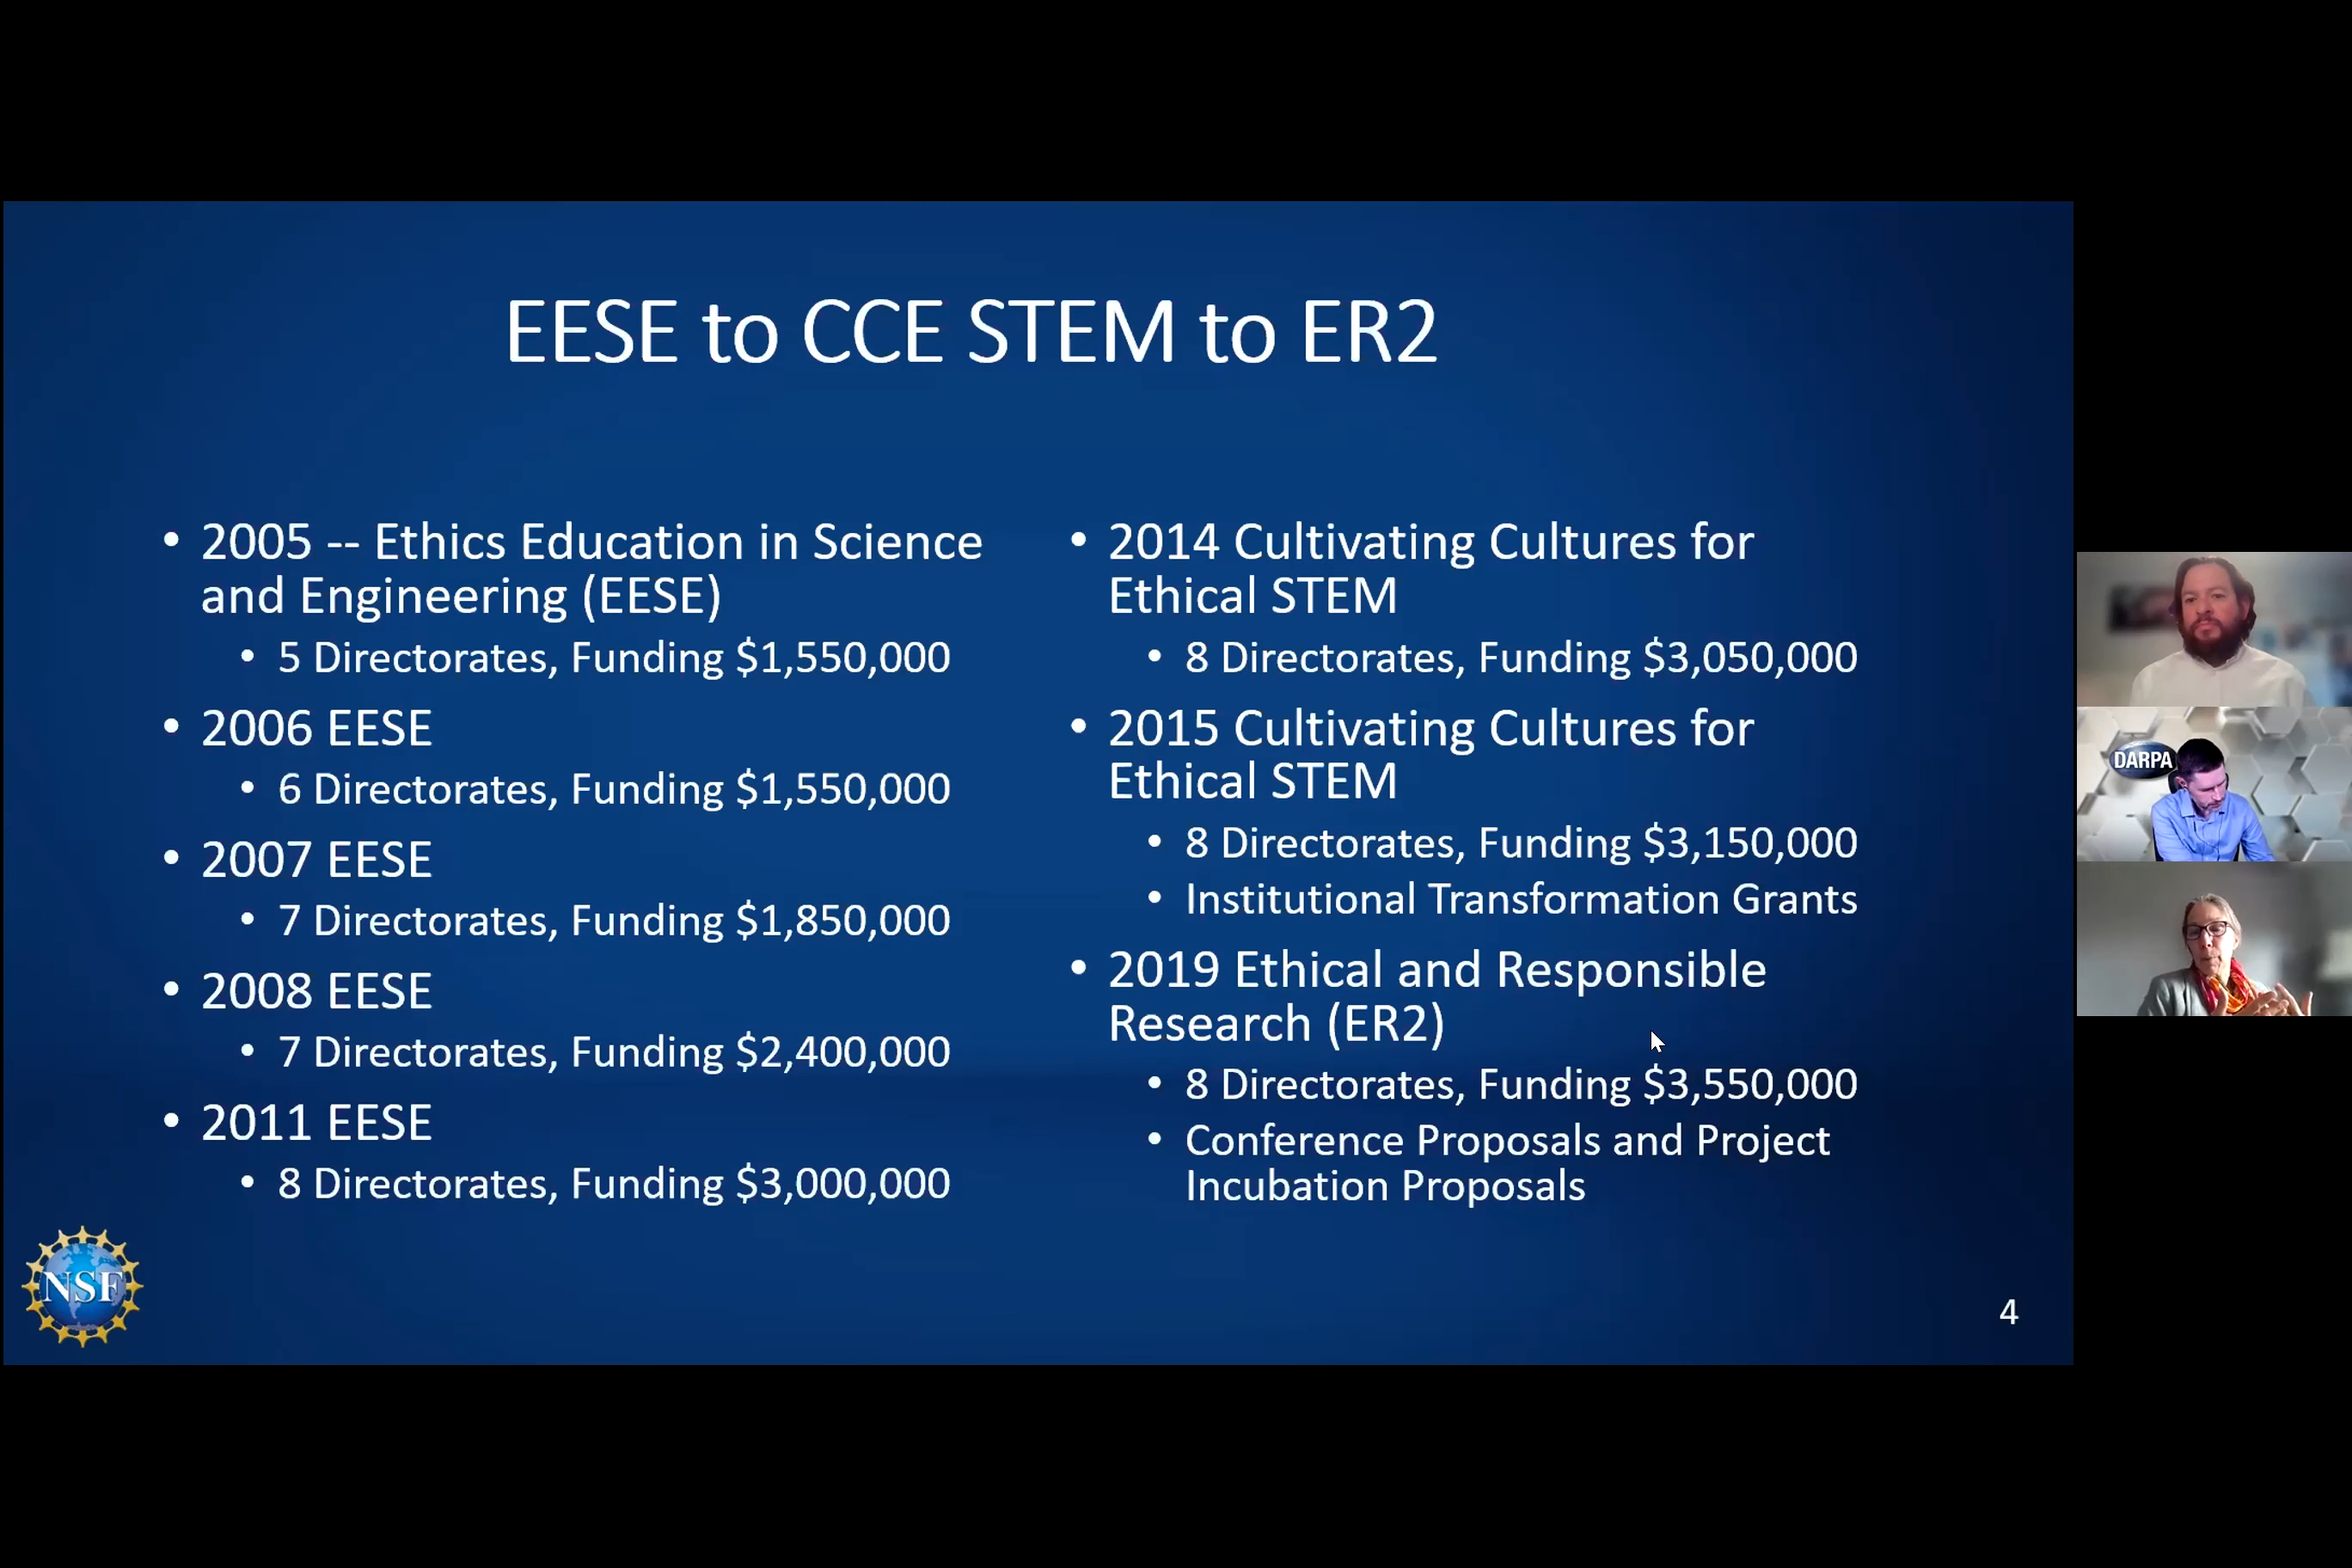 EESE to CCE STEM to ER2
• 2005 -- Ethics Education in Science
and Engineering (EESE)
• 5 Directorates, Funding $1,550,000
• 2006 EESE
• 6 Directorates, Funding $1,550,000
• 2007 EESE
• 7 Directorates, Funding $1,850,000
• 2008 EESE
• 7 Directorates, Funding $2,400,000
• 2011 EESE
• 8 Directorates, Funding $3,000,000
• 2014 Cultivating Cultures for
Ethical STEM
• 8 Directorates, Funding $3,050,000
• 2015 Cultivating Cultures for
Ethical STEM
• 8 Directorates, Funding $3,150,000
• Institutional Transformation Grants
• 2019 Ethical and Responsible
Research (ER2)
• 8 Directorates, Funding $3,550,000
• Conference Proposals and Project
Incubation Proposals
NSF
4
DARPA